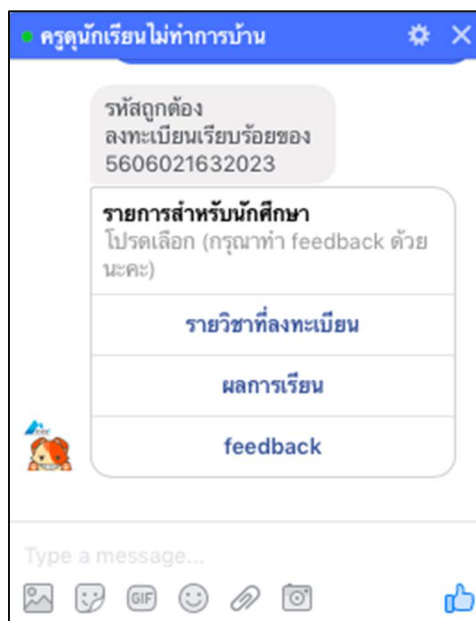 ครูดุนักเรียนไม่ทำการบ้าน
รหัสถูกต้อง
ลงทะเบียนเรียบร้อยของ
5606021632023
รายการสำหรับนักศึกษา
โปรดเลือก (กรุณาทำ feedback ด้วย
นะคะ)
รายวิชาที่ลงทะเบียน
ผลการเรียน
feedback
Type a message...
GIF